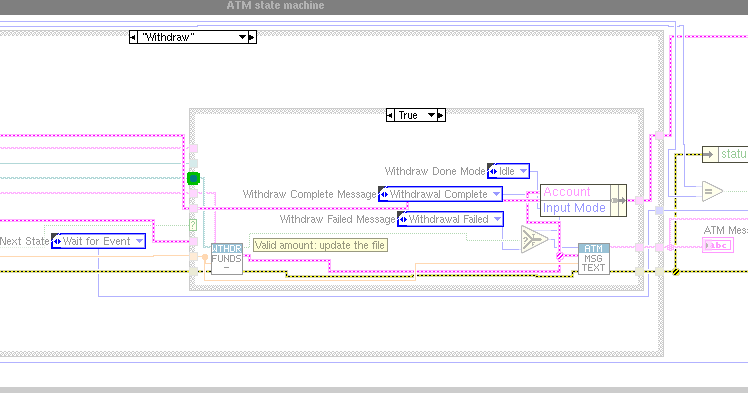 ATM state machine
"Withdraw"
True
Withdraw Done Mode
Idle
Withdraw Complete Message
Withdrawal Complete
Withdraw Failed Message
Withdrawal Failed
Account
Input Mode
Next State
Wait for Event
?
WTHDR
FUNDS
Valid amount: update the file
T
F
ATM
MSG
TEXT
statu
=
ATM Mess
abc